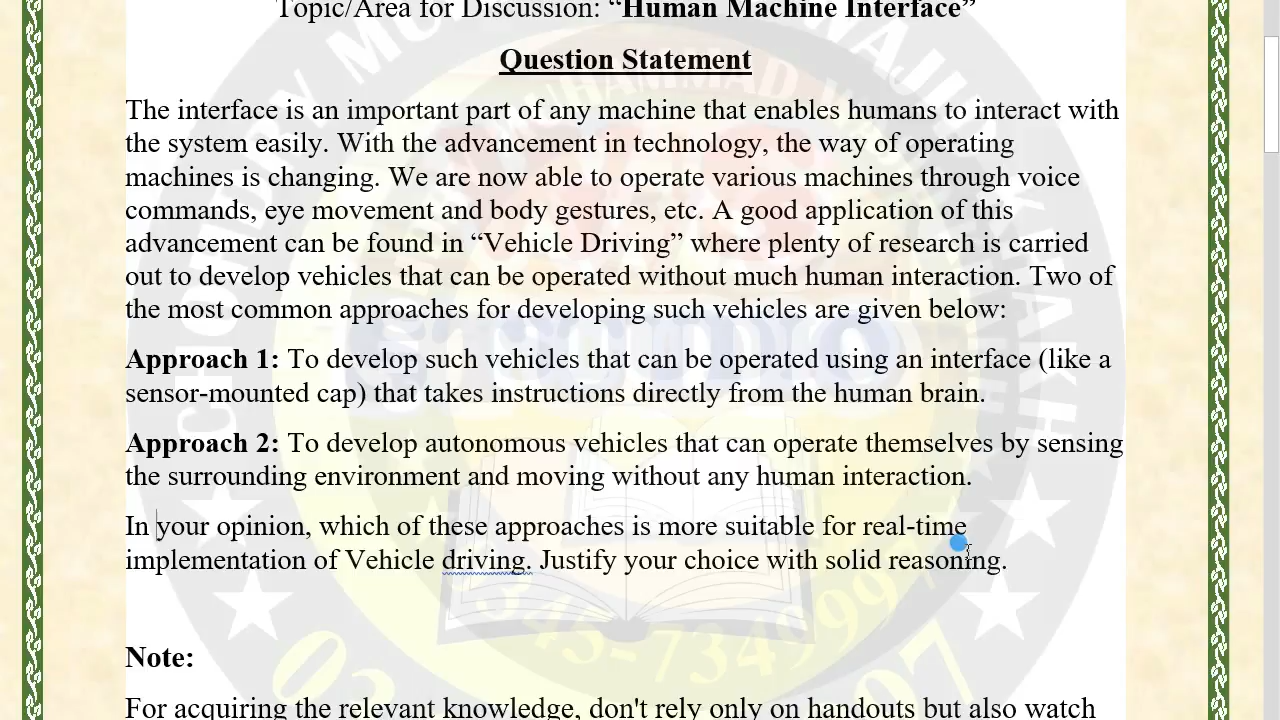 Topic/Area for Discussion: “Human Machine Interface”
Question Statement
The interface is an important part of any machine that enables humans to interact with
the system easily. With the advancement in technology, the way of operating
machines is changing. We are now able to operate various machines through voice
commands, eye movement and body gestures, etc. A good application of this
advancement can be found in “Vehicle Driving” where plenty of research is carried
out to develop vehicles that can be operated without much human interaction. Two of
the most common approaches for developing such vehicles are given below:
Approach 1: To develop such vehicles that can be operated using an interface (like a
sensor-mounted cap) that takes instructions directly from the human brain.
Approach 2: To develop autonomous vehicles that can operate themselves by sensing
the surrounding environment and moving without any human interaction.
In your opinion, which of these approaches is more suitable for real-time
implementation of Vehicle driving. Justify your choice with solid reasoning.
Note:
For acquiring the relevant knowledge, don't rely only on handouts but also watch